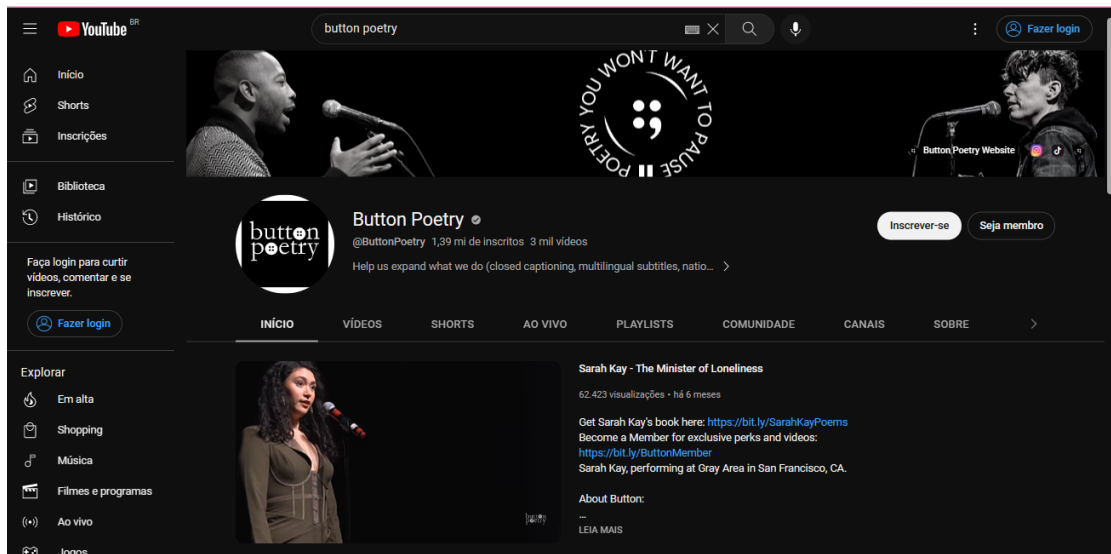 YouTube BR
button poetry
Fazer login
Início
Shorts
Inscrições
Biblioteca
Histórico
Faça login para curtir
vídeos, comentar e se
inscrever.
Fazer login
Explorar
Em alta
Shopping
Música
Filmes e programas
Ao vivo
Jogos
POETRY YOU WON'T WANT TO PAUSE
Button Poetry Website
button
poetry
Button Poetry
@ButtonPoetry 1,39 mi de inscritos 3 mil vídeos
Help us expand what we do (closed captioning, multilingual subtitles, natio...
Inscrever-se
Seja membro
INÍCIO VÍDEOS SHORTS AO VIVO PLAYLISTS COMUNIDADE CANAIS SOBRE
button
poetry
Sarah Kay - The Minister of Loneliness
62.423 visualizações • há 6 meses
Get Sarah Kay's book here: https://bit.ly/SarahKayPoems
Become a Member for exclusive perks and videos:
https://bit.ly/ButtonMember
Sarah Kay, performing at Gray Area in San Francisco, CA.
About Button:
...
LEIA MAIS